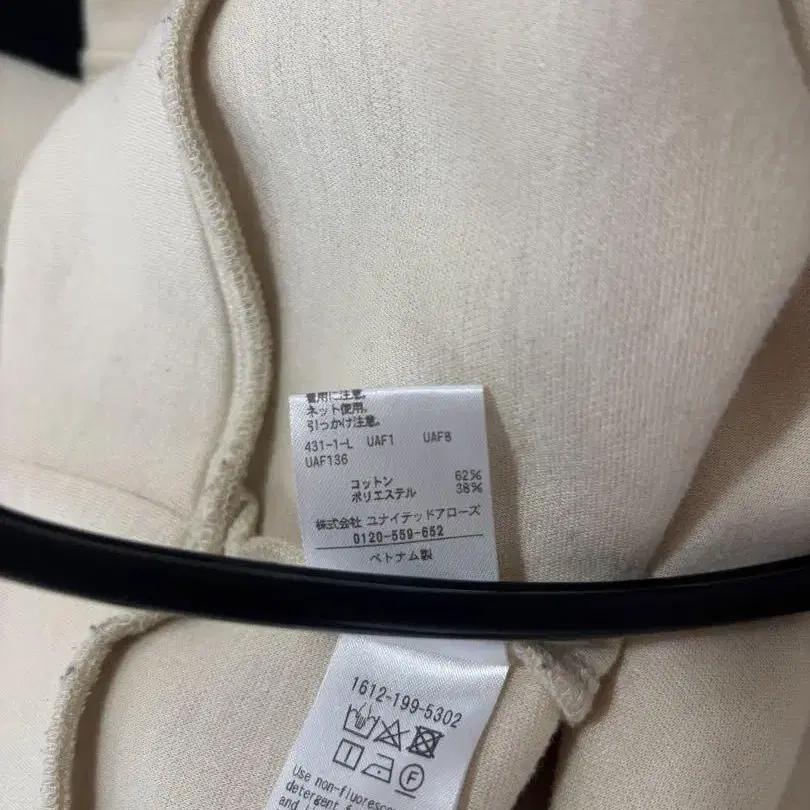 着用に注意。
ネット使用。
引っかけ注意。
431-1-L UAF1 UAF8
UAF136
コットン 62%
ポリエステル 38%
株式会社 ユナイテッドアローズ
0120-559-652
ベトナム製
1612-199-5302
F
Use non-fluoresce
detergent f
and